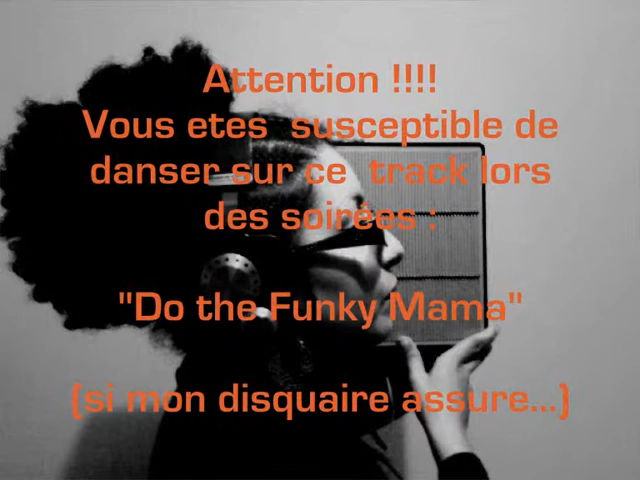 Attention !!!!
Vous etes susceptible de
danser sur ce track lors
des soirées :
"Do the Funky Mama"
(si mon disquaire assure...)